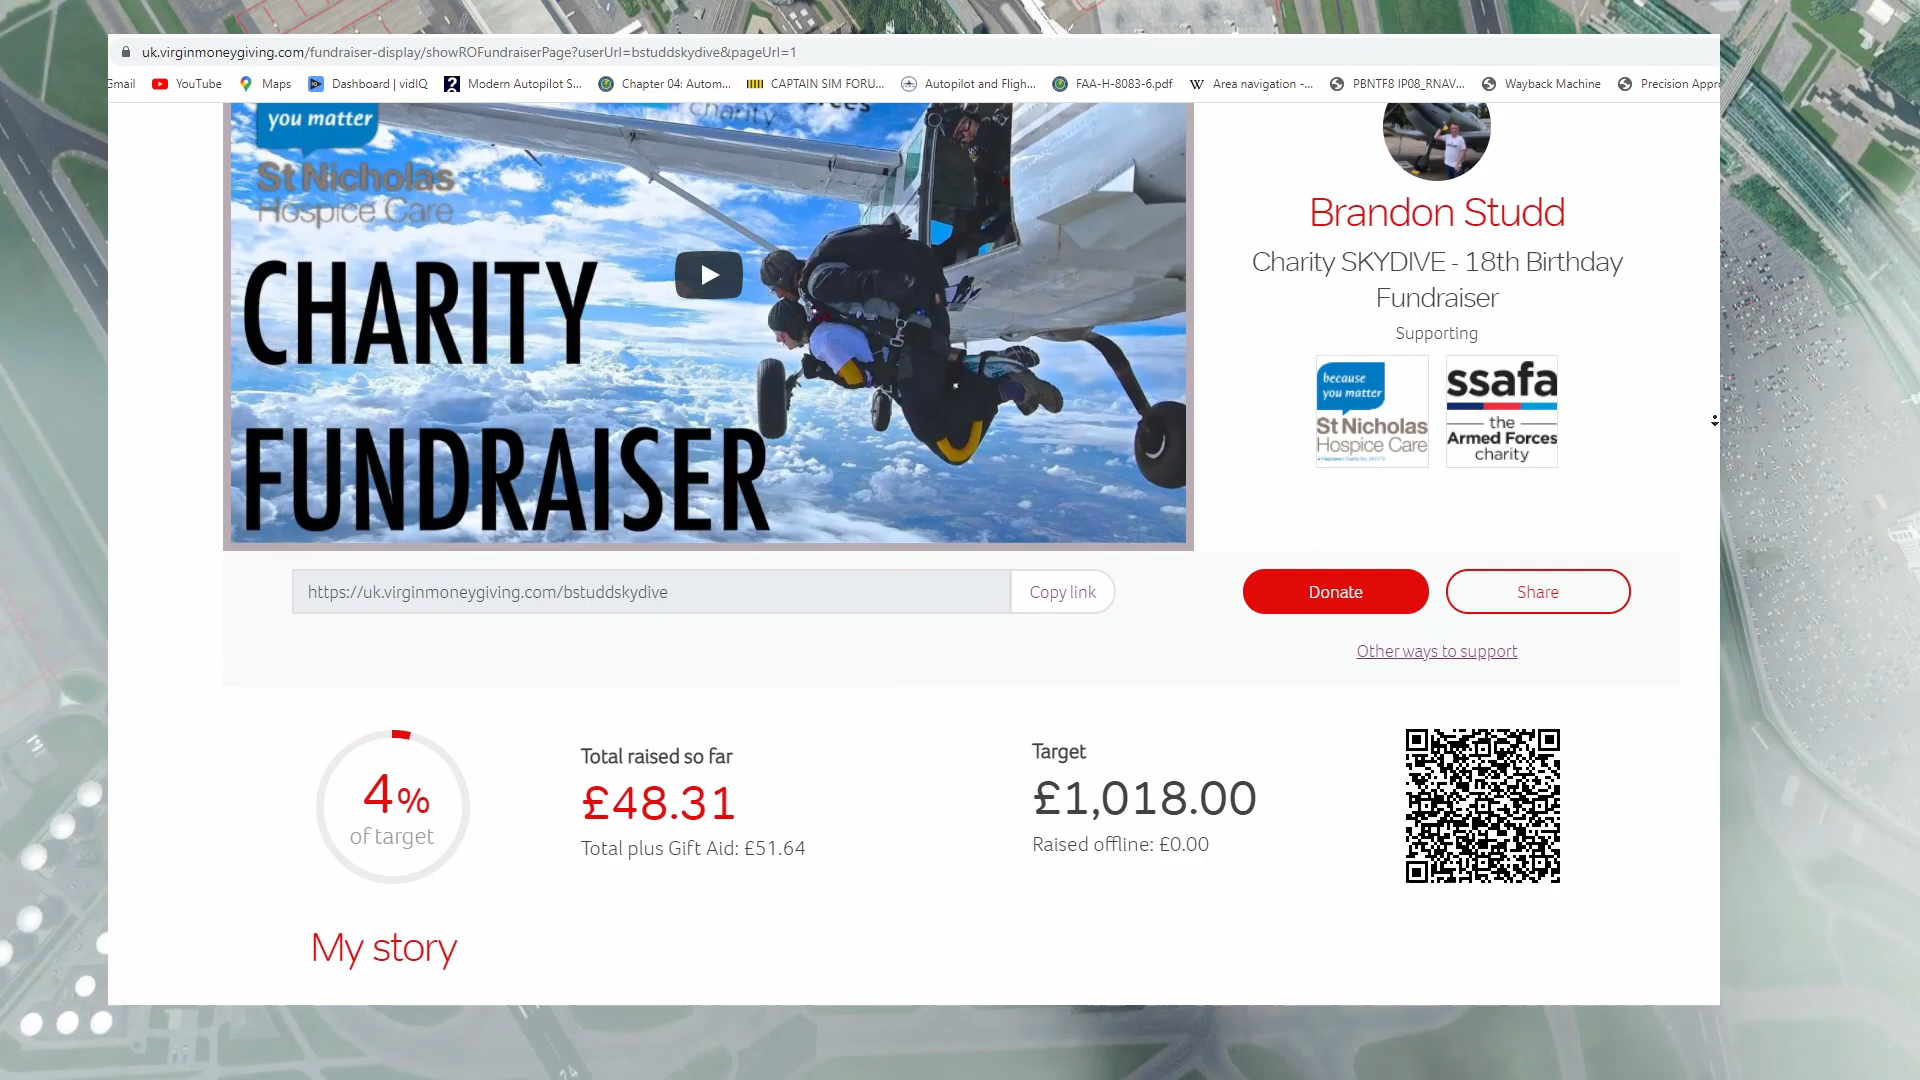 uk.virginmoneygiving.com/fundraiser-display/showROFundraiserPage?userUrl=bstuddskydive&pageUrl=1
Gmail YouTube Maps Dashboard | vidIQ Modern Autopilot S... Chapter 04: Autom... CAPTAIN SIM FORU... Autopilot and Fligh... FAA-H-8083-6.pdf Area navigation -... PBNTF8 IP08_RNAV... Wayback Machine Precision Appr
you matter
St Nicholas
Hospice Care
charity
CHARITY
FUNDRAISER
Brandon Studd
Charity SKYDIVE - 18th Birthday
Fundraiser
Supporting
because
you matter
St Nicholas
Hospice Care
ssafa
the
Armed Forces
charity
https://uk.virginmoneygiving.com/bstuddskydive
Copy link
Donate
Share
Other ways to support
4%
of target
Total raised so far
£48.31
Total plus Gift Aid: £51.64
Target
£1,018.00
Raised offline: £0.00
My story